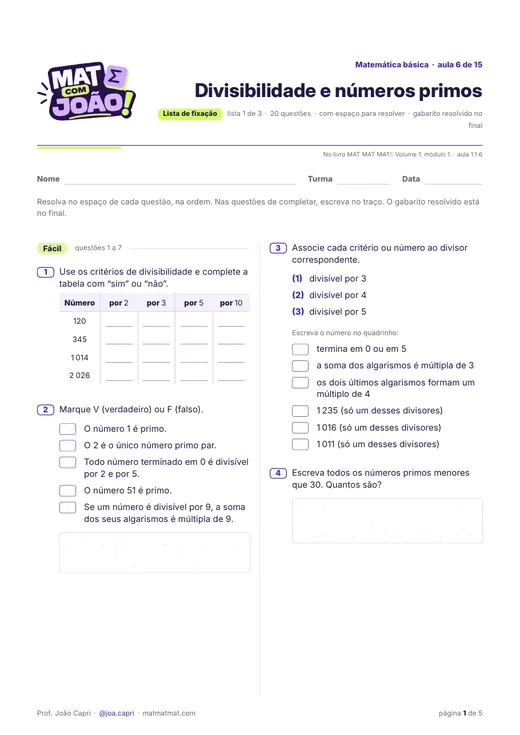 MAT
COM
JOÃO!
Σ
Matemática básica · aula 6 de 15
Divisibilidade e números primos
Lista de fixação lista 1 de 3 · 20 questões · com espaço para resolver · gabarito resolvido no
final
No livro MAT MAT MAT!: Volume 1, módulo 1 · aula 1.1.6
Nome
Turma
Data
Resolva no espaço de cada questão, na ordem. Nas questões de completar, escreva no traço. O gabarito resolvido está
no final.
Fácil questões 1 a 7
1 Use os critérios de divisibilidade e complete a
tabela com “sim” ou “não”.
Número por 2 por 3 por 5 por 10
120
345
1 014
2 026
2 Marque V (verdadeiro) ou F (falso).
O número 1 é primo.
O 2 é o único número primo par.
Todo número terminado em 0 é divisível
por 2 e por 5.
O número 51 é primo.
Se um número é divisível por 9, a soma
dos seus algarismos é múltipla de 9.
3 Associe cada critério ou número ao divisor
correspondente.
(1) divisível por 3
(2) divisível por 4
(3) divisível por 5
Escreva o número no quadrinho:
termina em 0 ou em 5
a soma dos algarismos é múltipla de 3
os dois últimos algarismos formam um
múltiplo de 4
1 235 (só um desses divisores)
1 016 (só um desses divisores)
1 011 (só um desses divisores)
4 Escreva todos os números primos menores
que 30. Quantos são?
Prof. João Capri · @joa.capri · matmatmat.com
página 1 de 5